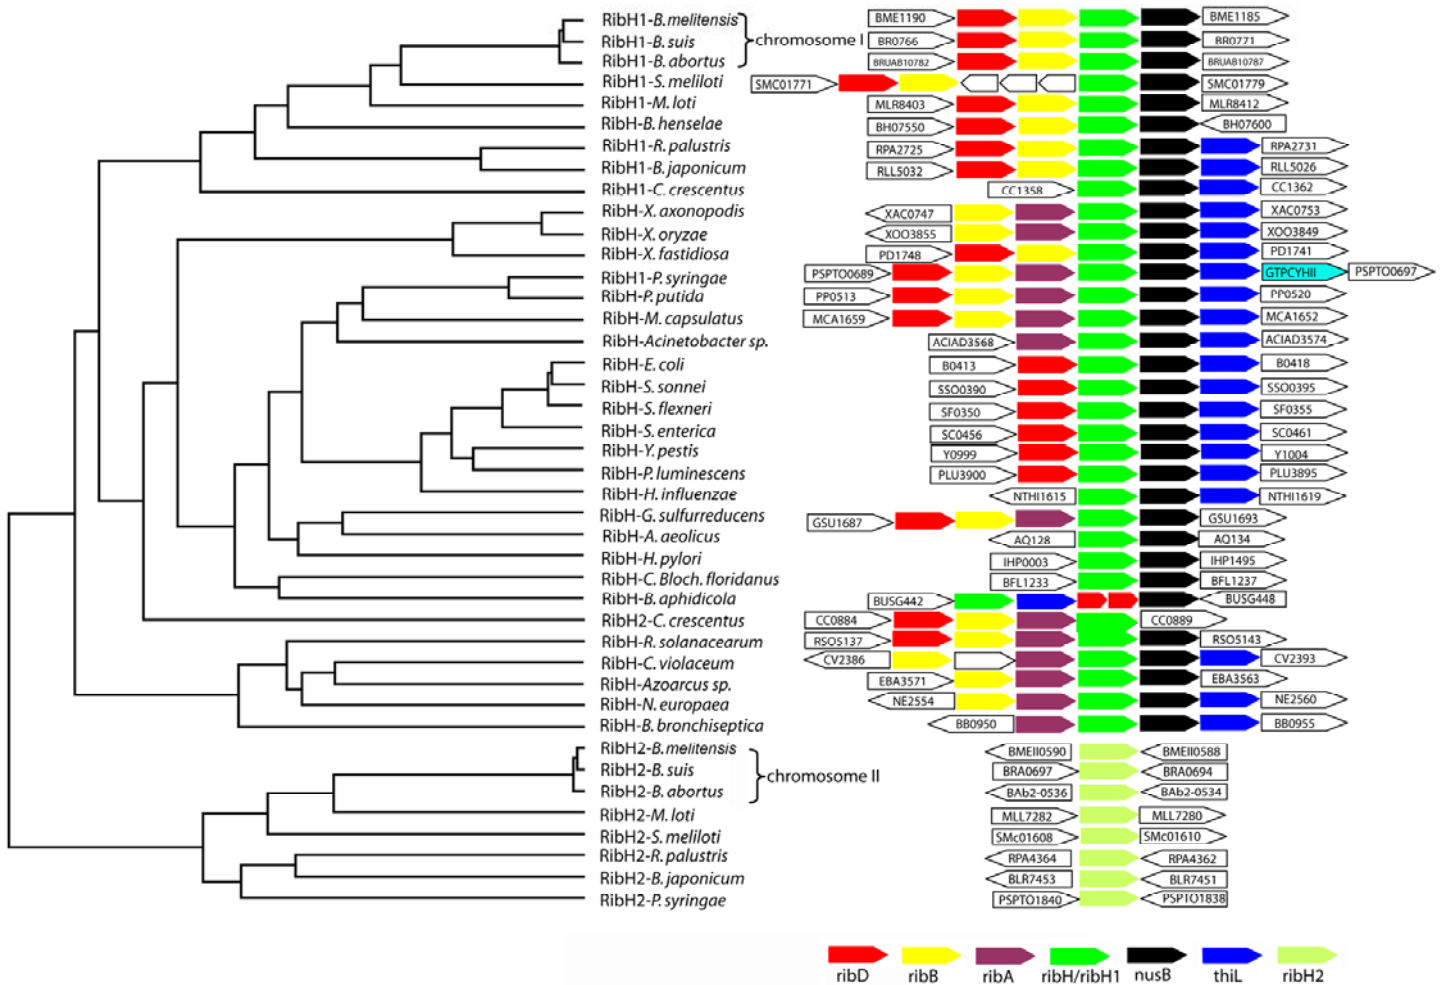 RibH1-B. melitensis BME1190 BME1185
RibH1-B. suis chromosome I BR0766 BR0771
RibH1-B. abortus BRUAB10782 BRUAB10787
RibH1-S. meliloti SMC01771 SMC01779
RibH1-M. loti MLR8403 MLR8412
RibH-B. henselae BH07550 BH07600
RibH1-R. palustris RPA2725 RPA2731
RibH1-B. japonicum RLL5032 RLL5026
RibH1-C. crescentus CC1358 CC1362
RibH-X. axonopodis XAC0747 XAC0753
RibH-X. oryzae XOO3855 XOO3849
RibH-X. fastidiosa PD1748 PD1741
RibH1-P. syringae PSPTO0689 GTPCYHII PSPTO0697
RibH-P. putida PP0513 PP0520
RibH-M. capsulatus MCA1659 MCA1652
RibH-Acinetobacter sp. ACIAD3568 ACIAD3574
RibH-E. coli B0413 B0418
RibH-S. sonnei SSO0390 SSO0395
RibH-S. flexneri SF0350 SF0355
RibH-S. enterica SC0456 SC0461
RibH-Y. pestis Y0999 Y1004
RibH-P. luminescens PLU3900 PLU3895
RibH-H. influenzae NTHI1615 NTHI1619
RibH-G. sulfurreducens GSU1687 GSU1693
RibH-A. aeolicus AQ128 AQ134
RibH-H. pylori IHP0003 IHP1495
RibH-C. Bloch. floridanus BFL1233 BFL1237
RibH-B. aphidicola BUSG442 BUSG448
RibH2-C. crescentus CC0884 CC0889
RibH-R. solanacearum RSO5137 RSO5143
RibH-C. violaceum CV2386 CV2393
RibH-Azoarcus sp. EBA3571 EBA3563
RibH-N. europaea NE2554 NE2560
RibH-B. bronchiseptica BB0950 BB0955
RibH2-B. melitensis BMEII0590 BMEII0588
RibH2-B. suis chromosome II BRA0697 BRA0694
RibH2-B. abortus BAb2-0536 BAb2-0534
RibH2-M. loti MLL7282 MLL7280
RibH2-S. meliloti SMc01608 SMc01610
RibH2-R. palustris RPA4364 RPA4362
RibH2-B. japonicum BLR7453 BLR7451
RibH2-P. syringae PSPTO1840 PSPTO1838
ribD ribB ribA ribH/ribH1 nusB thiL ribH2